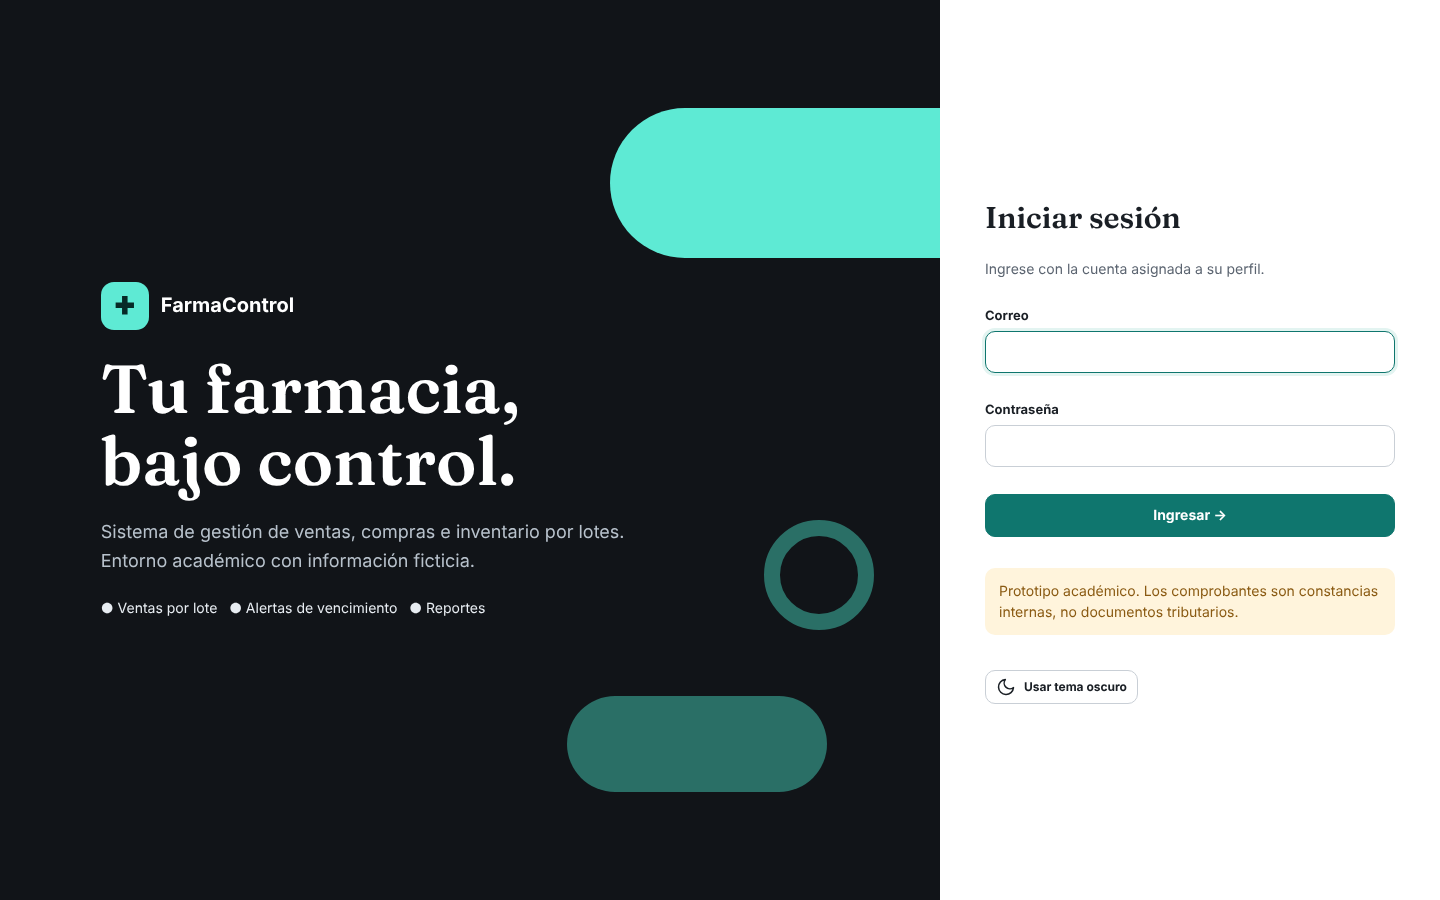 FarmaControl
Tu farmacia,
bajo control.
Sistema de gestión de ventas, compras e inventario por lotes.
Entorno académico con información ficticia.
● Ventas por lote ● Alertas de vencimiento ● Reportes
Iniciar sesión
Ingrese con la cuenta asignada a su perfil.
Correo
Contraseña
Ingresar →
Prototipo académico. Los comprobantes son constancias
internas, no documentos tributarios.
Usar tema oscuro